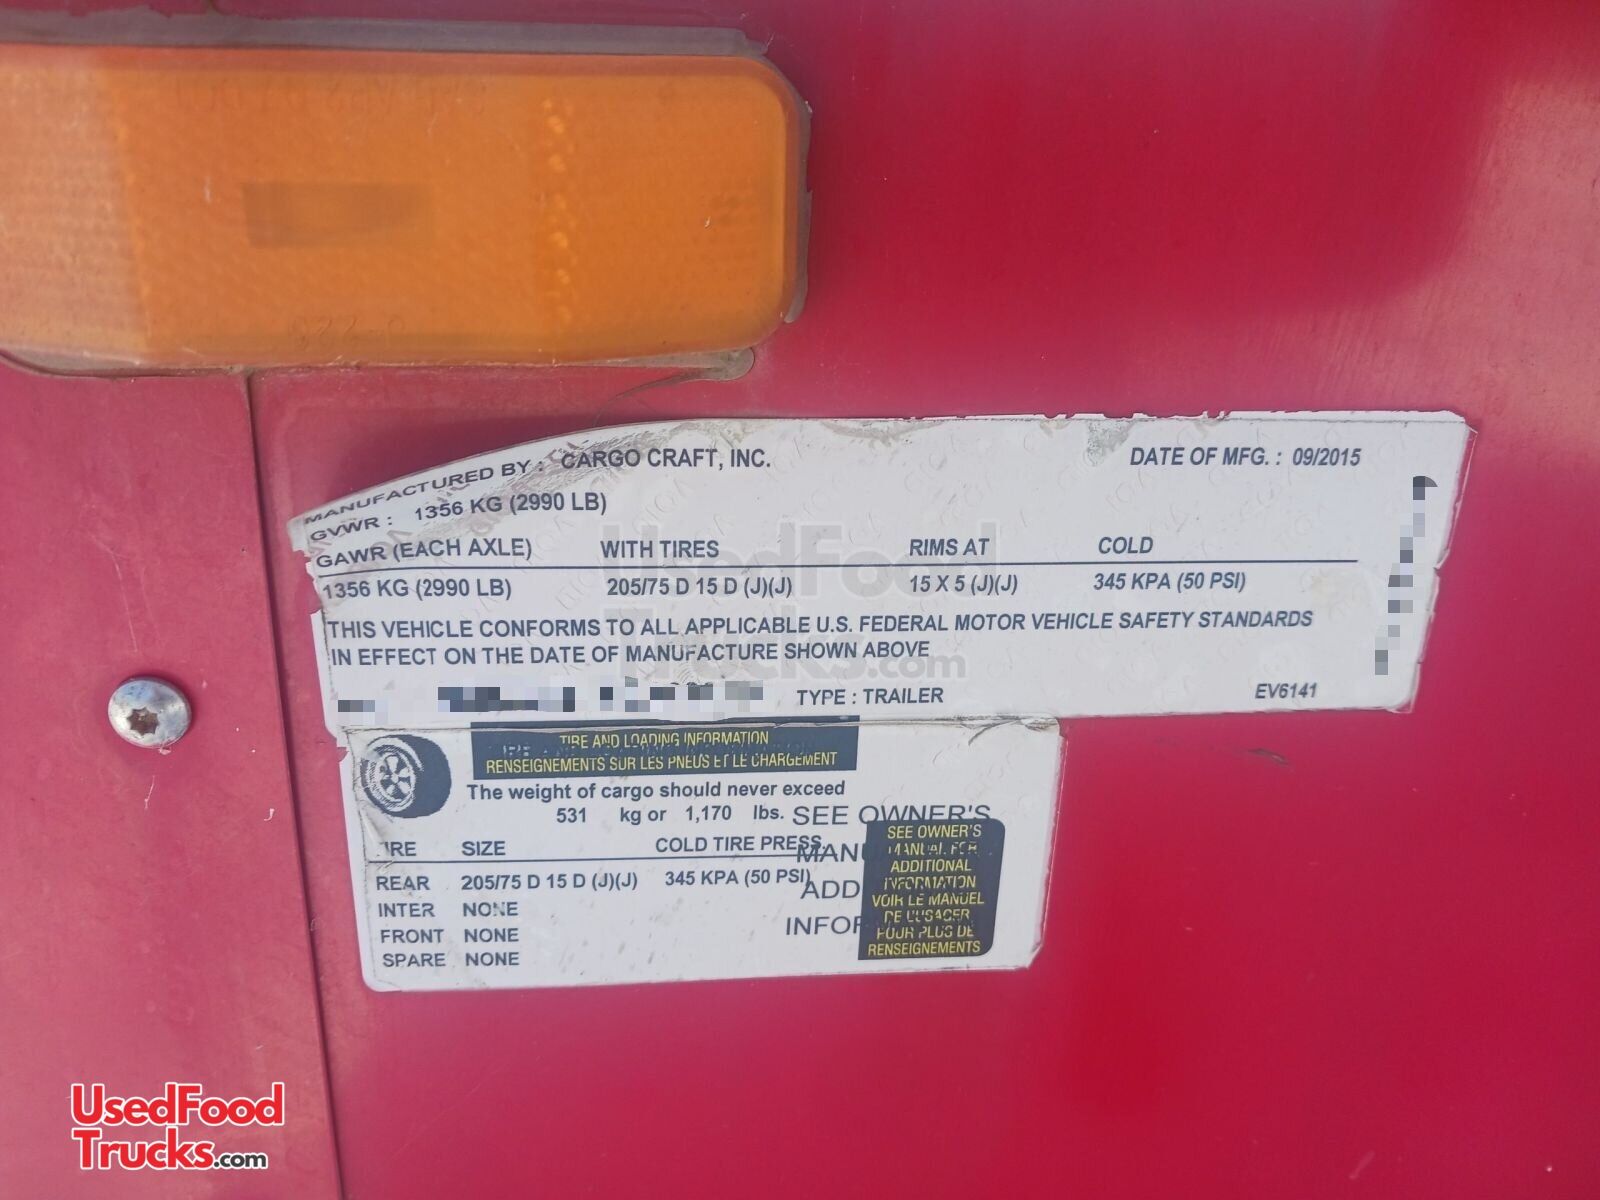 MANUFACTURED BY : CARGO CRAFT, INC. DATE OF MFG. : 09/2015
GVWR : 1356 KG (2990 LB)
GAWR (EACH AXLE) WITH TIRES RIMS AT COLD
1356 KG (2990 LB) 205/75 D 15 D (J)(J) 15 X 5 (J)(J) 345 KPA (50 PSI)
THIS VEHICLE CONFORMS TO ALL APPLICABLE U.S. FEDERAL MOTOR VEHICLE SAFETY STANDARDS
IN EFFECT ON THE DATE OF MANUFACTURE SHOWN ABOVE
TYPE : TRAILER EV6141
TIRE AND LOADING INFORMATION
RENSEIGNEMENTS SUR LES PNEUS ET LE CHARGEMENT
The weight of cargo should never exceed
531 kg or 1,170 lbs.
TIRE SIZE COLD TIRE PRESS.
REAR 205/75 D 15 D (J)(J) 345 KPA (50 PSI)
INTER NONE
FRONT NONE
SPARE NONE
SEE OWNER'S
SEE OWNER'S
MANUAL FOR
ADDITIONAL
INFORMATION
VOIR LE MANUEL
DE L'USAGER
POUR PLUS DE
RENSEIGNEMENTS
UsedFood
Trucks.com
UsedFood
Trucks.com